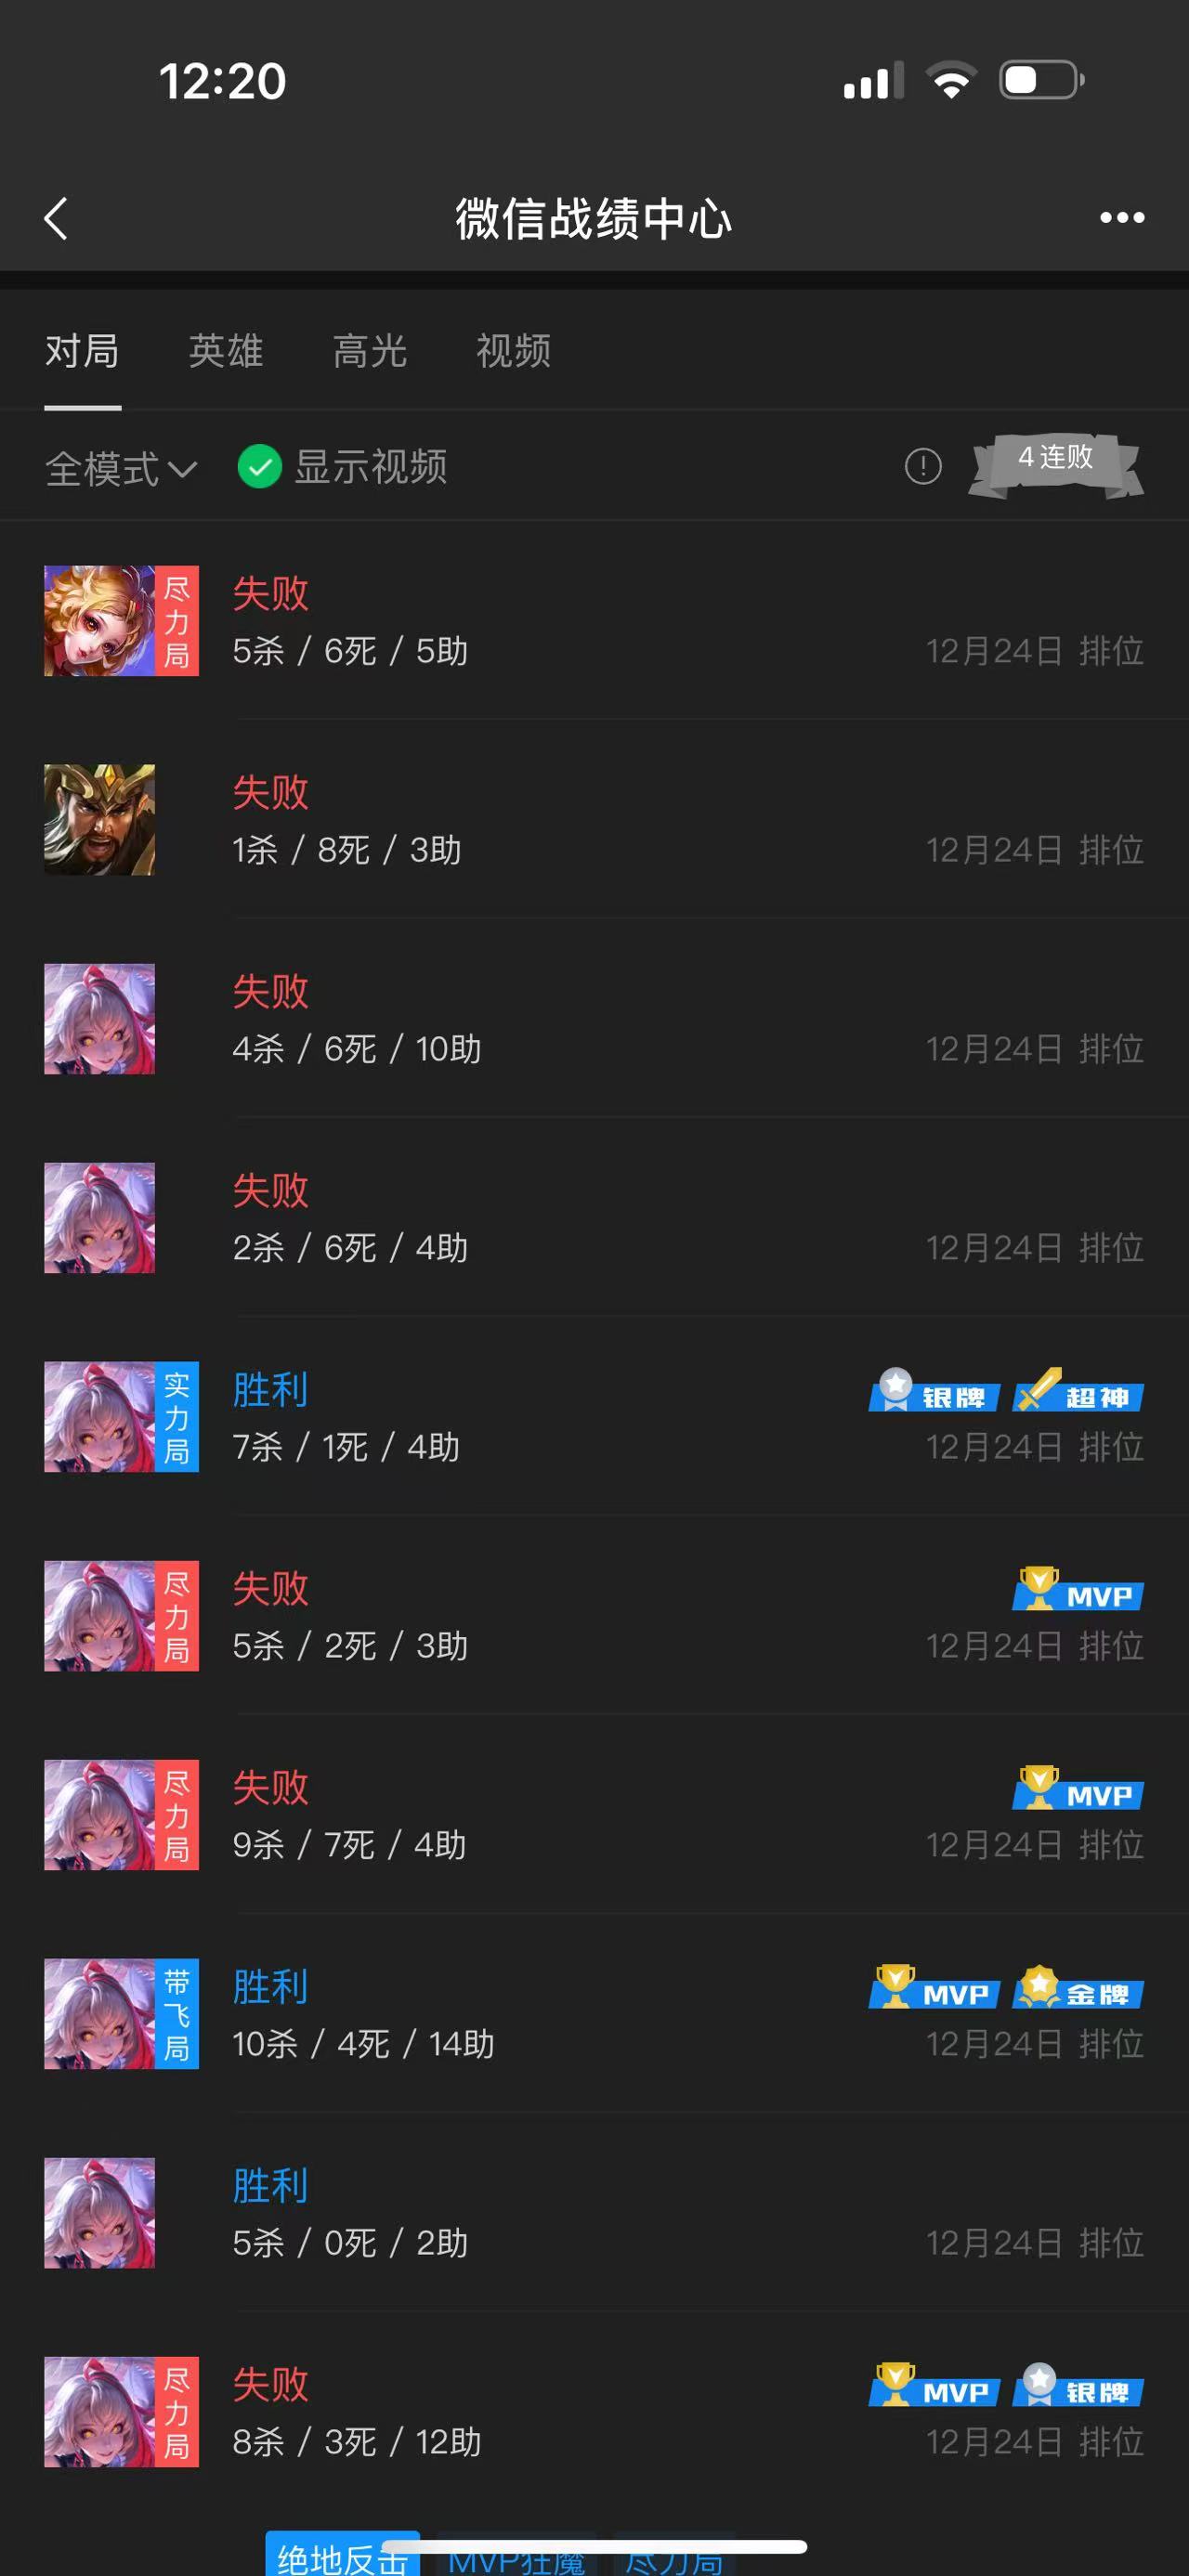 12:20
微信战绩中心
对局 英雄 高光 视频
全模式 显示视频 4连败
尽力局
失败
5杀 / 6死 / 5助 12月24日 排位
失败
1杀 / 8死 / 3助 12月24日 排位
失败
4杀 / 6死 / 10助 12月24日 排位
失败
2杀 / 6死 / 4助 12月24日 排位
实力局
胜利 银牌 超神
7杀 / 1死 / 4助 12月24日 排位
尽力局
失败 MVP
5杀 / 2死 / 3助 12月24日 排位
尽力局
失败 MVP
9杀 / 7死 / 4助 12月24日 排位
带飞局
胜利 MVP 金牌
10杀 / 4死 / 14助 12月24日 排位
胜利
5杀 / 0死 / 2助 12月24日 排位
尽力局
失败 MVP 银牌
8杀 / 3死 / 12助 12月24日 排位
绝地反击 MVP狂魔 尽力局